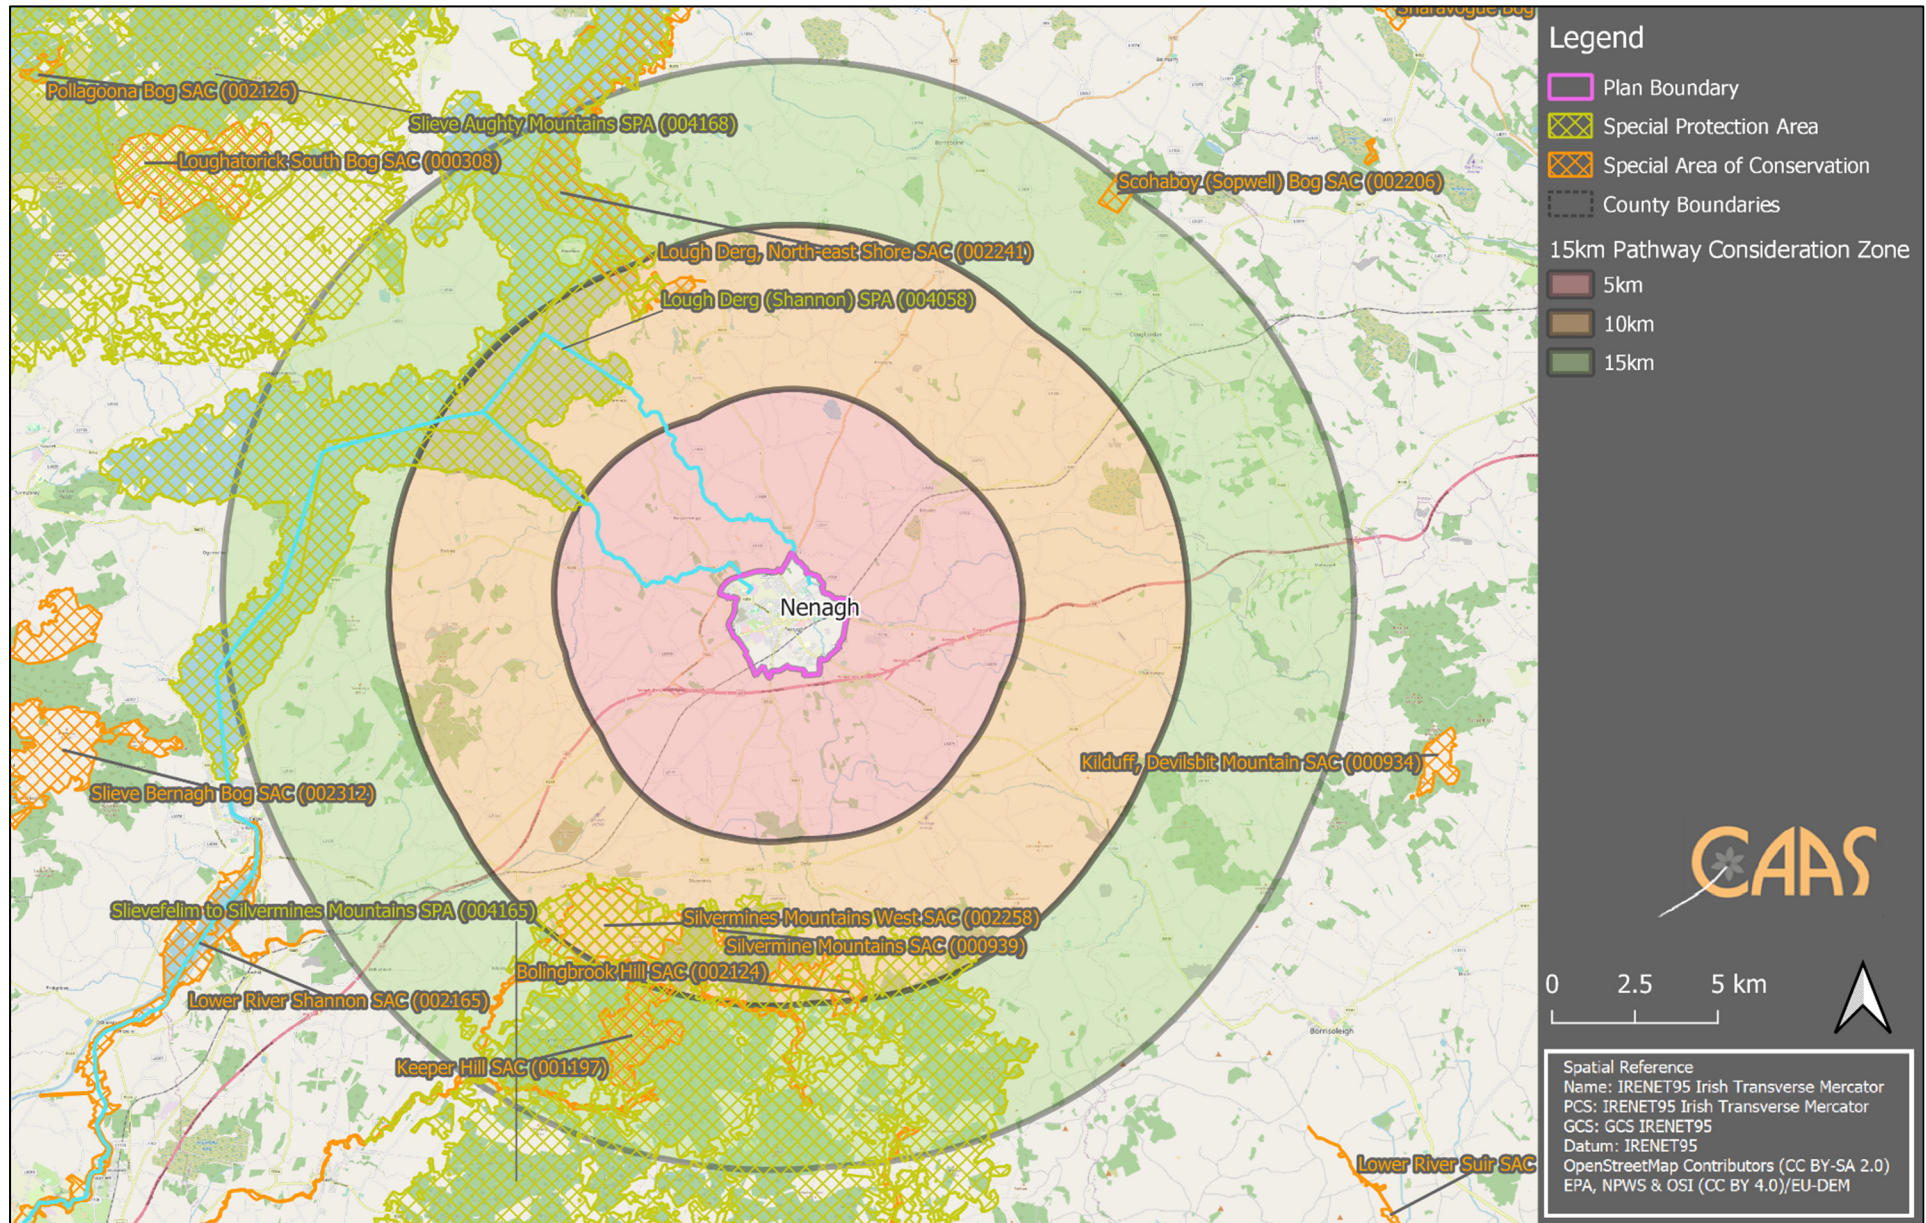 Sharavogue Bog
Pollagoona Bog SAC (002126)
Slieve Aughty Mountains SPA (004168)
Loughatorick South Bog SAC (000308)
Scohaboy (Sopwell) Bog SAC (002206)
Lough Derg, North-east Shore SAC (002241)
Lough Derg (Shannon) SPA (004058)
Nenagh
Kilduff, Devilsbit Mountain SAC (000934)
Slieve Bernagh Bog SAC (002312)
Slievefelim to Silvermines Mountains SPA (004165)
Silvermines Mountains West SAC (002258)
Silvermine Mountains SAC (000939)
Bolingbrook Hill SAC (002124)
Lower River Shannon SAC (002165)
Keeper Hill SAC (001197)
Borrisoleigh
Lower River Suir SAC
Legend
Plan Boundary
Special Protection Area
Special Area of Conservation
County Boundaries
15km Pathway Consideration Zone
5km
10km
15km
CAAS
0 2.5 5 km
Spatial Reference
Name: IRENET95 Irish Transverse Mercator
PCS: IRENET95 Irish Transverse Mercator
GCS: GCS IRENET95
Datum: IRENET95
OpenStreetMap Contributors (CC BY-SA 2.0)
EPA, NPWS & OSI (CC BY 4.0)/EU-DEM